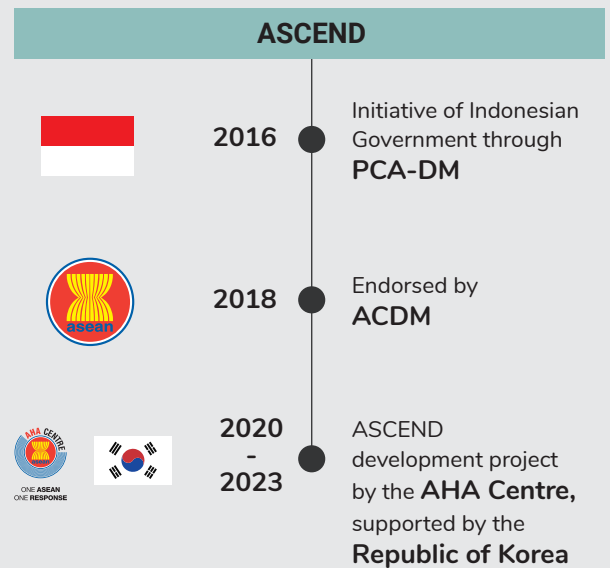 ASCEND
2016
Initiative of Indonesian
Government through
PCA-DM
asean
2018
Endorsed by
ACDM
AHA CENTRE
asean
ONE ASEAN
ONE RESPONSE
2020
-
2023
ASCEND
development project
by the AHA Centre,
supported by the
Republic of Korea